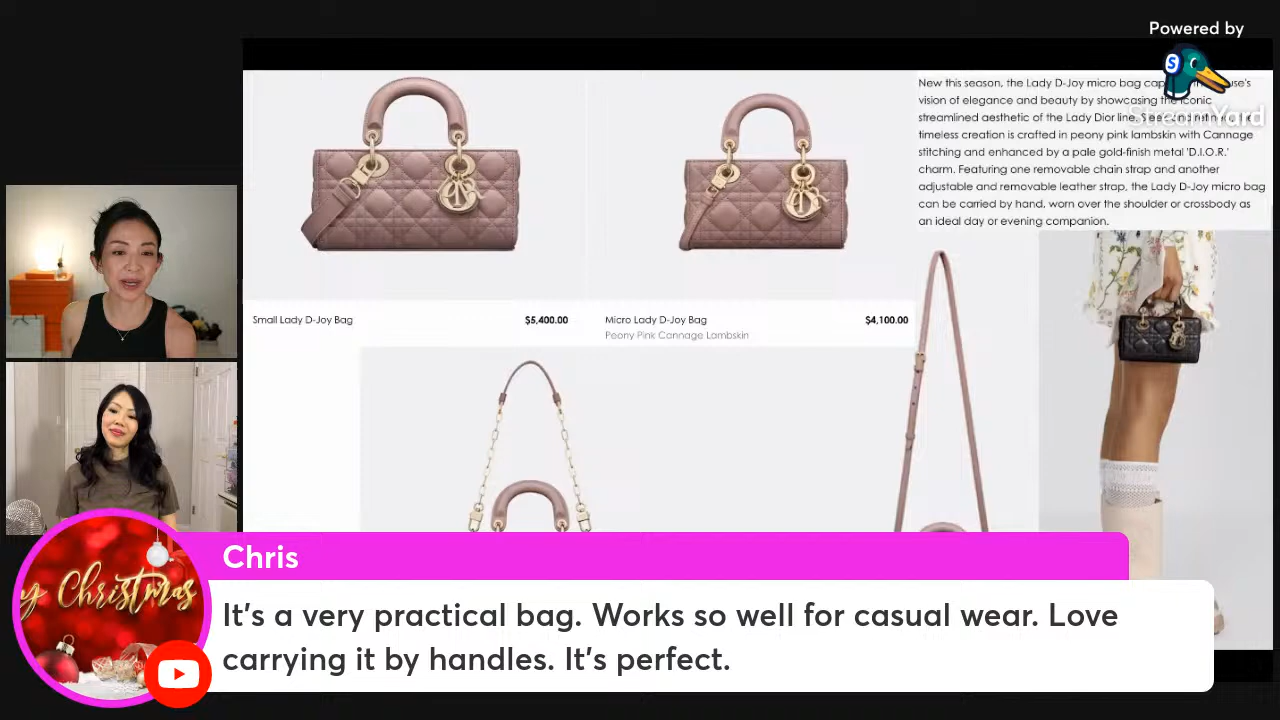 Powered by
StreamYard
New this season, the Lady D-Joy micro bag
vision of elegance and beauty by showcasing the iconic
streamlined aesthetic of the Lady Dior line.
timeless creation is crafted in peony pink lambskin with Cannage
stitching and enhanced by a pale gold-finish metal 'D.I.O.R.'
charm. Featuring one removable chain strap and another
adjustable and removable leather strap, the Lady D-Joy micro bag
can be carried by hand, worn over the shoulder or crossbody as
an ideal day or evening companion.
Small Lady D-Joy Bag $5,400.00
Micro Lady D-Joy Bag $4,100.00
Peony Pink Cannage Lambskin
y Christmas
Chris
It's a very practical bag. Works so well for casual wear. Love
carrying it by handles. It's perfect.